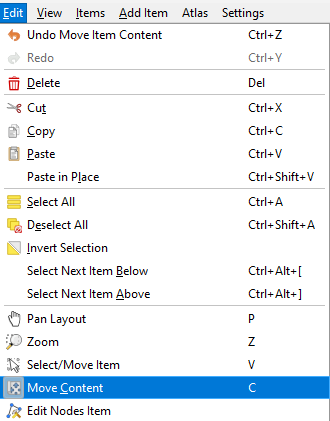 Edit View Items Add Item Atlas Settings
Undo Move Item Content Ctrl+Z
Redo Ctrl+Y
Delete Del
Cut Ctrl+X
Copy Ctrl+C
Paste Ctrl+V
Paste in Place Ctrl+Shift+V
Select All Ctrl+A
Deselect All Ctrl+Shift+A
Invert Selection
Select Next Item Below Ctrl+Alt+[
Select Next Item Above Ctrl+Alt+]
Pan Layout P
Zoom Z
Select/Move Item V
Move Content C
Edit Nodes Item